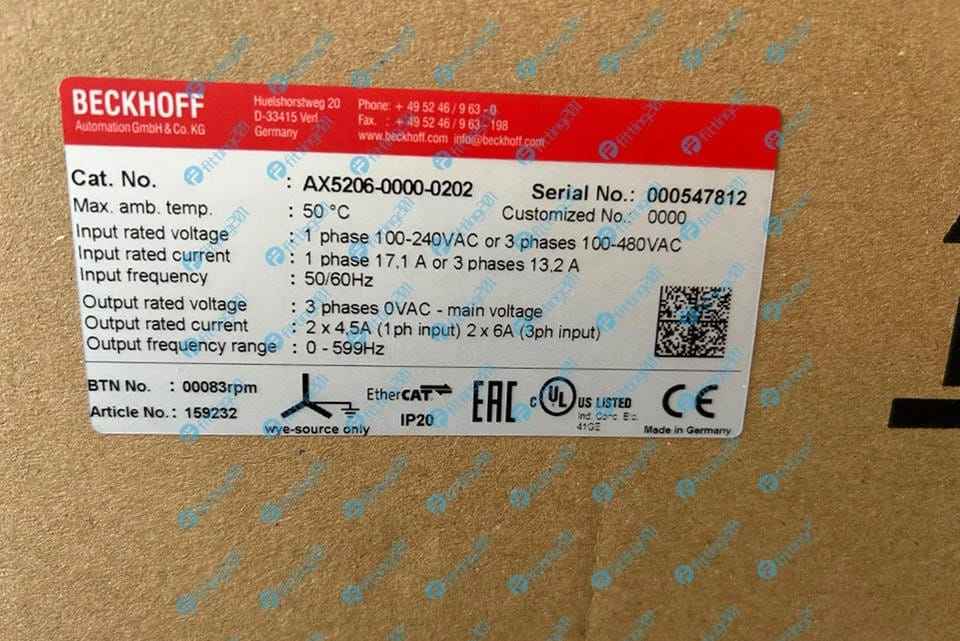 BECKHOFF
Automation GmbH & Co. KG
Huelshorstweg 20
D-33415 Verl
Germany
Phone: + 49 52 46 / 9 63 - 0
Fax. : + 49 52 46 / 9 63 - 198
www.beckhoff.com info@beckhoff.com
Cat. No. : AX5206-0000-0202 Serial No.: 000547812
Max. amb. temp. : 50 °C Customized No.: 0000
Input rated voltage : 1 phase 100-240VAC or 3 phases 100-480VAC
Input rated current : 1 phase 17,1 A or 3 phases 13,2 A
Input frequency : 50/60Hz
Output rated voltage : 3 phases 0VAC - main voltage
Output rated current : 2 x 4,5A (1ph input) 2 x 6A (3ph input)
Output frequency range : 0 - 599Hz
BTN No. : 00083rpm
Article No.: 159232
wye-source only
EtherCAT
IP20
EAC
c UL US LISTED
Ind. Cont. Eq.
41GE
CE
Made in Germany
fitting201